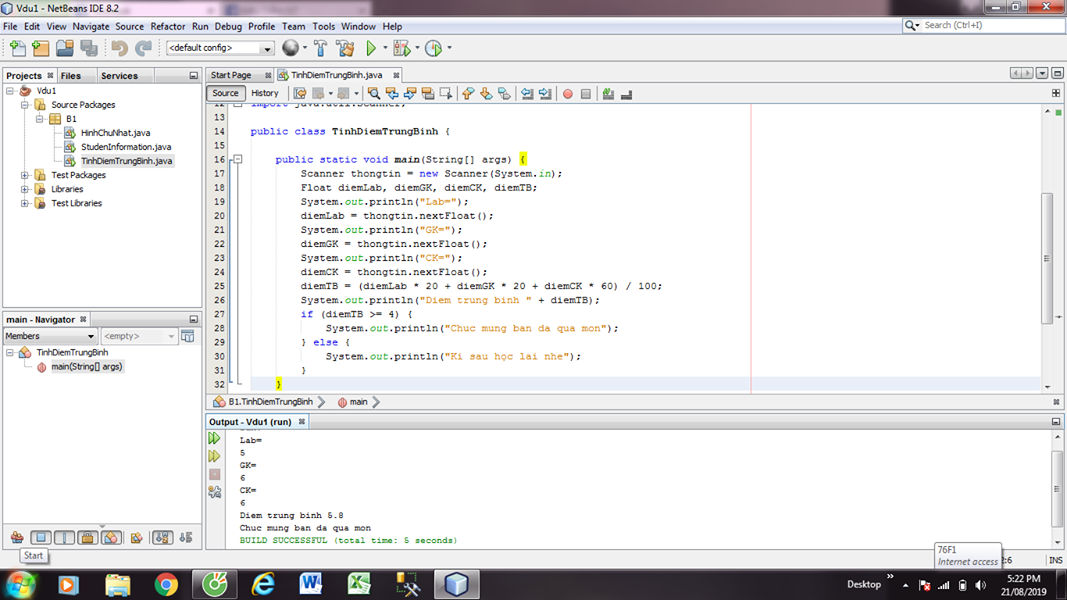 Vdu1 - NetBeans IDE 8.2
File Edit View Navigate Source Refactor Run Debug Profile Team Tools Window Help
Search (Ctrl+I)
<default config>
Projects Files Services
Vdu1
Source Packages
B1
HinhChuNhat.java
StudenInformation.java
TinhDiemTrungBinh.java
Test Packages
Libraries
Test Libraries
Start Page TinhDiemTrungBinh.java
Source History
12 import java.util.Scanner;
13
14 public class TinhDiemTrungBinh {
15
16 public static void main(String[] args) {
17 Scanner thongtin = new Scanner(System.in);
18 Float diemLab, diemGK, diemCK, diemTB;
19 System.out.println("Lab=");
20 diemLab = thongtin.nextFloat();
21 System.out.println("GK=");
22 diemGK = thongtin.nextFloat();
23 System.out.println("CK=");
24 diemCK = thongtin.nextFloat();
25 diemTB = (diemLab * 20 + diemGK * 20 + diemCK * 60) / 100;
26 System.out.println("Diem trung binh " + diemTB);
27 if (diemTB >= 4) {
28 System.out.println("Chuc mung ban da qua mon");
29 } else {
30 System.out.println("Ki sau học lai nhe");
31 }
32 }
B1.TinhDiemTrungBinh main
main - Navigator
Members <empty>
TinhDiemTrungBinh
main(String[] args)
Output - Vdu1 (run)
Lab=
5
GK=
6
CK=
6
Diem trung binh 5.8
Chuc mung ban da qua mon
BUILD SUCCESSFUL (total time: 5 seconds)
Start
76F1
Internet access
2:6 INS
Desktop
5:22 PM
21/08/2019